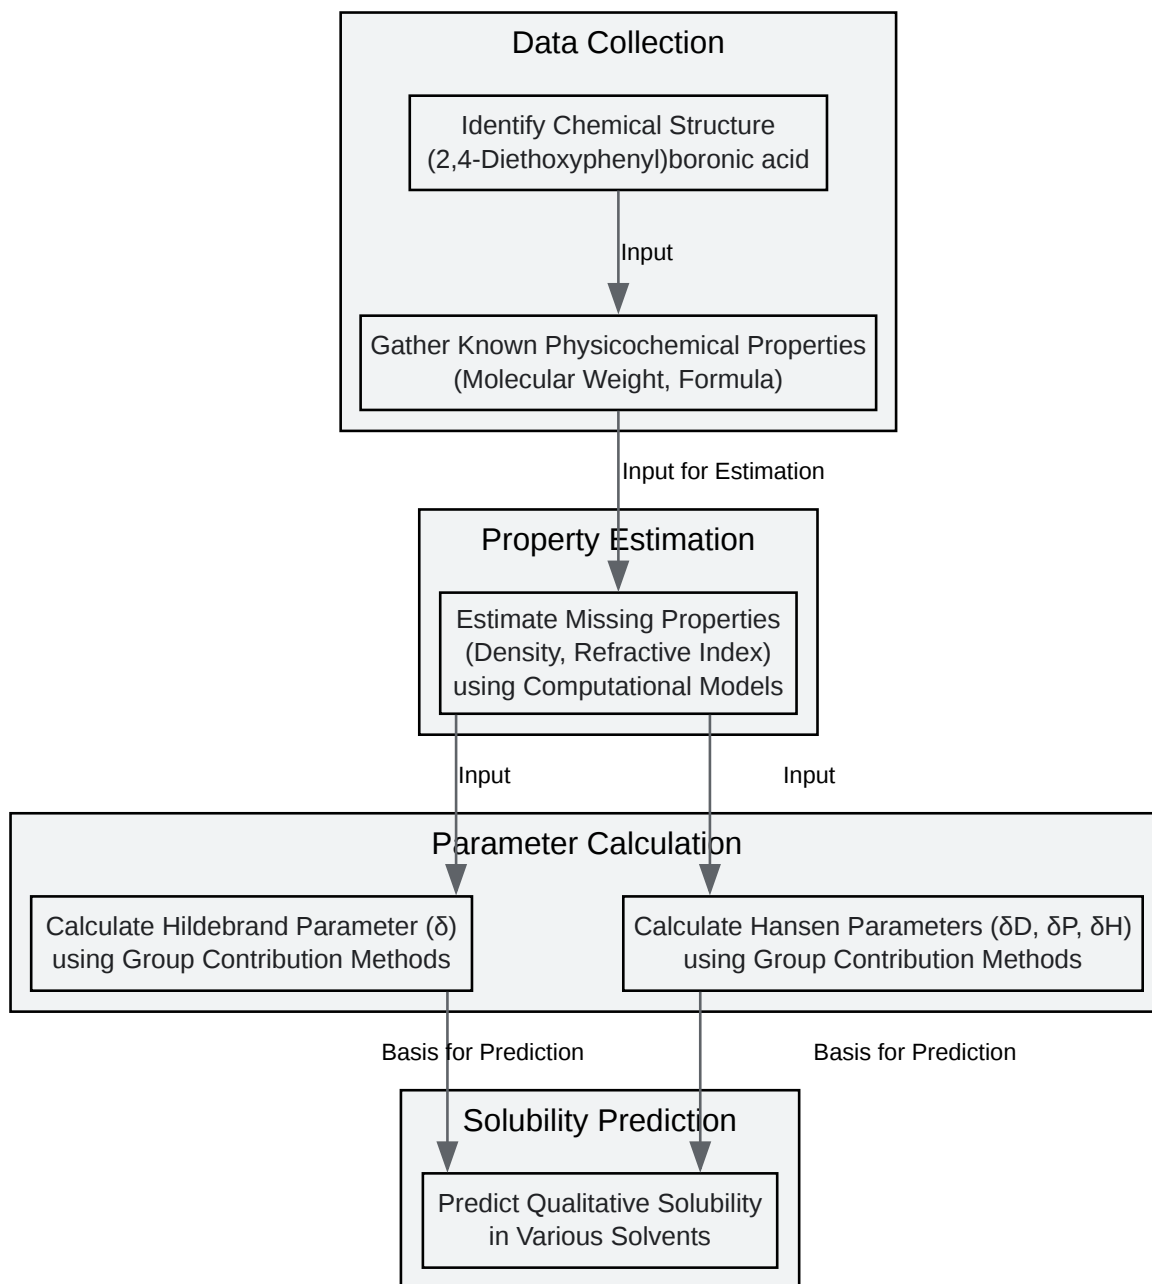 Data Collection
Identify Chemical Structure
(2,4-Diethoxyphenyl)boronic acid
Input
Gather Known Physicochemical Properties
(Molecular Weight, Formula)
Input for Estimation
Property Estimation
Estimate Missing Properties
(Density, Refractive Index)
using Computational Models
Input
Input
Parameter Calculation
Calculate Hildebrand Parameter (δ)
using Group Contribution Methods
Calculate Hansen Parameters (δD, δP, δH)
using Group Contribution Methods
Basis for Prediction
Basis for Prediction
Solubility Prediction
Predict Qualitative Solubility
in Various Solvents